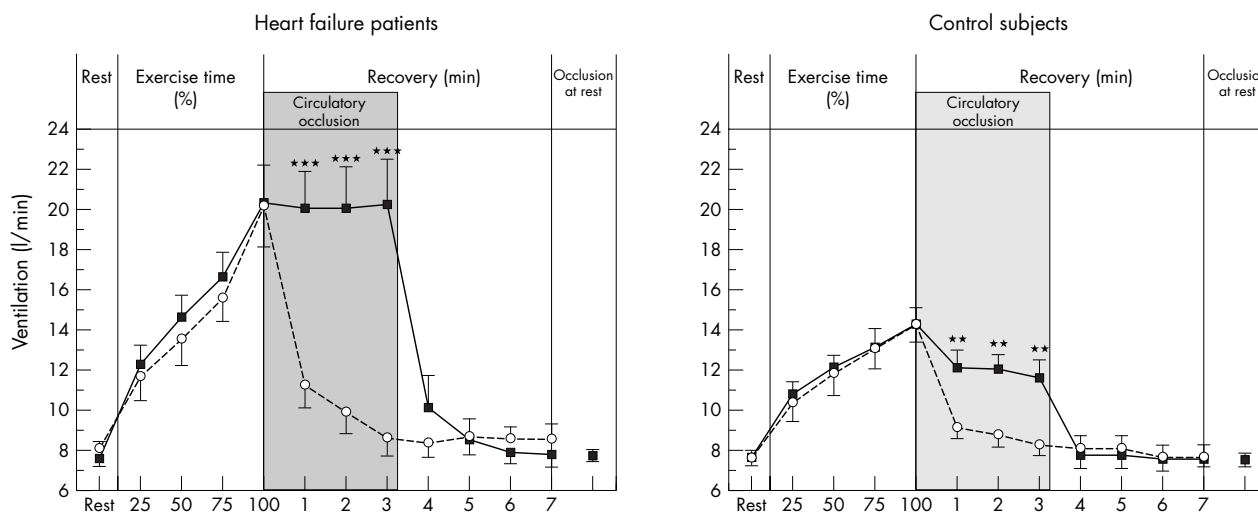 Heart failure patients
Rest
Exercise time
(%)
Recovery (min)
Occlusion
at rest
Circulatory
occlusion
24
22
20
18
16
14
12
10
8
6
Ventilation (l/min)
★★★ ★★★ ★★★
Rest 25 50 75 100 1 2 3 4 5 6 7
Control subjects
Rest
Exercise time
(%)
Recovery (min)
Occlusio
at rest
Circulatory
occlusion
24
22
20
18
16
14
12
10
8
6
★★ ★★ ★★
Rest 25 50 75 100 1 2 3 4 5 6 7